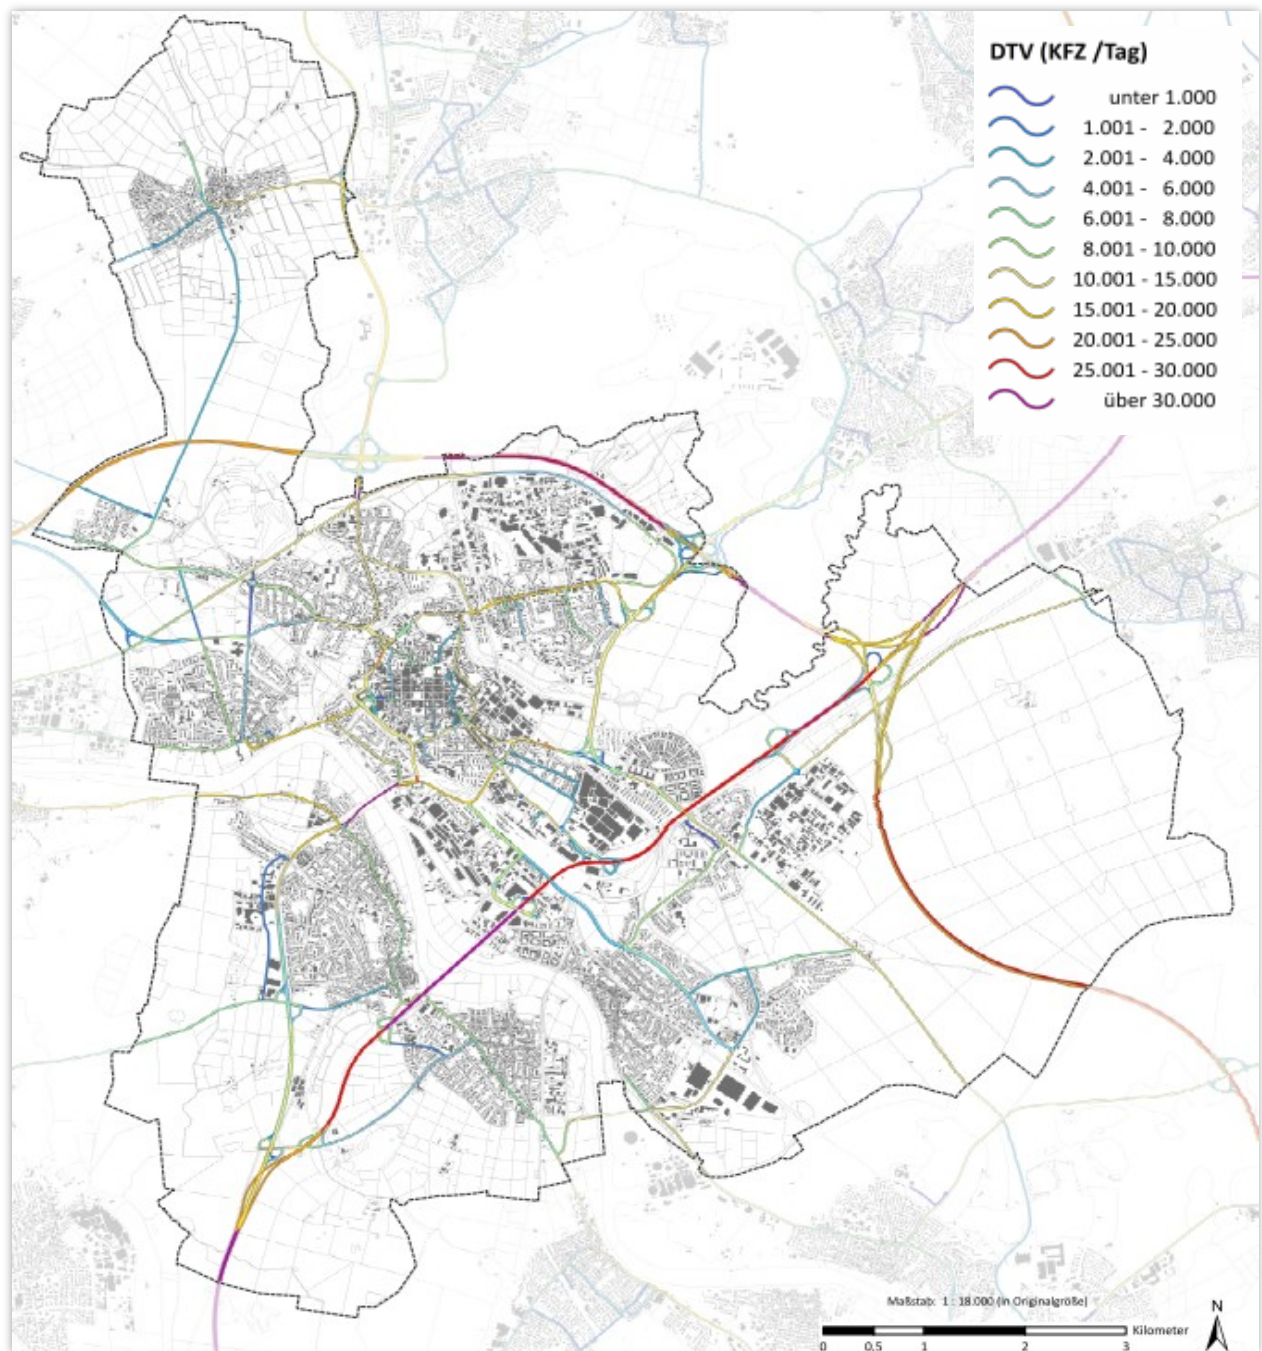 DTV (KFZ /Tag)
unter 1.000
1.001 - 2.000
2.001 - 4.000
4.001 - 6.000
6.001 - 8.000
8.001 - 10.000
10.001 - 15.000
15.001 - 20.000
20.001 - 25.000
25.001 - 30.000
über 30.000
Maßstab: 1 : 18.000 (in Originalgröße)
N
Kilometer
0 0,5 1 2 3